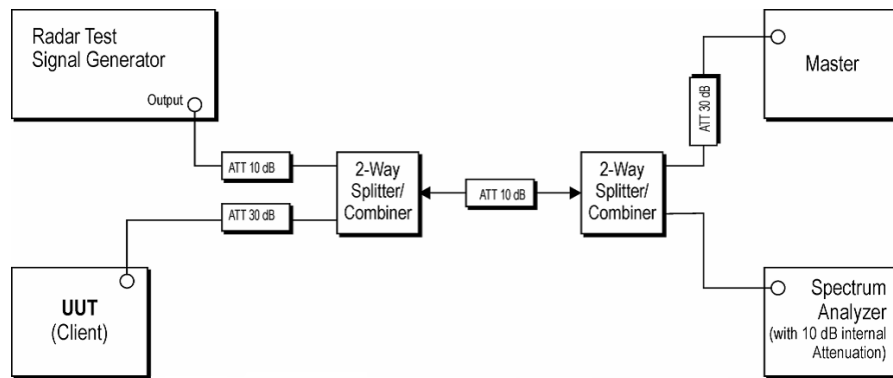 Radar Test
Signal Generator
Output
Master
ATT 30 dB
ATT 10 dB
2-Way
Splitter/
Combiner
ATT 10 dB
2-Way
Splitter/
Combiner
ATT 30 dB
UUT
(Client)
Spectrum
Analyzer
(with 10 dB internal
Attenuation)